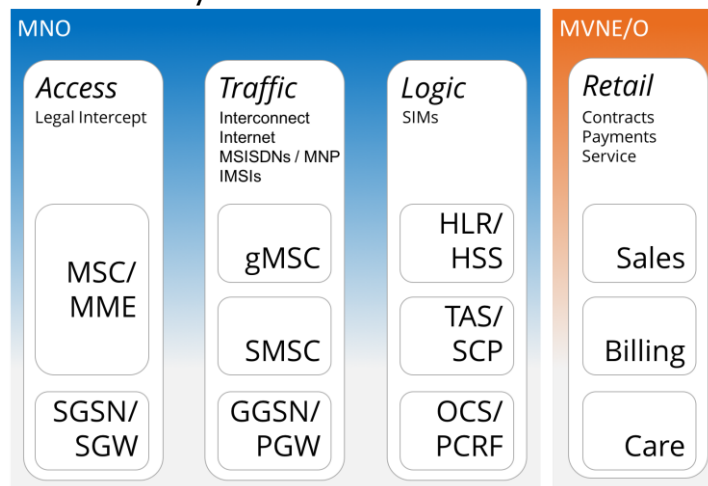 MNO
Access
Legal Intercept
MSC/
MME
SGSN/
SGW
Traffic
Interconnect
Internet
MSISDNs / MNP
IMSIs
gMSC
SMSC
GGSN/
PGW
Logic
SIMs
HLR/
HSS
TAS/
SCP
OCS/
PCRF
MVNE/O
Retail
Contracts
Payments
Service
Sales
Billing
Care